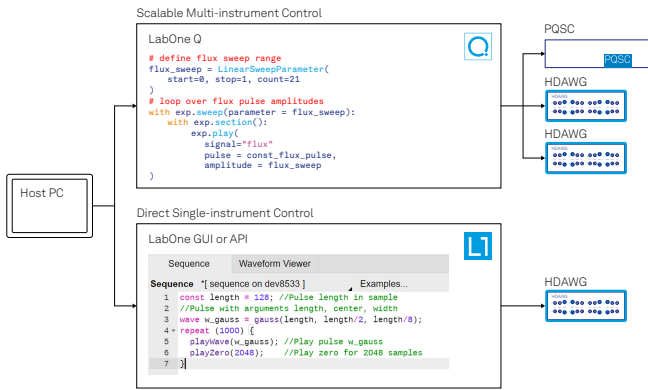 Scalable Multi-instrument Control
LabOne Q
# define flux sweep range
flux_sweep = LinearSweepParameter(
start=0, stop=1, count=21
)
# loop over flux pulse amplitudes
with exp.sweep(parameter = flux_sweep):
with exp.section():
exp.play(
signal="flux"
pulse = const_flux_pulse,
amplitude = flux_sweep
)
PQSC
PQSC
HDAWG
HDAWG
HDAWG
HDAWG
Host PC
Direct Single-instrument Control
LabOne GUI or API
L1
Sequence Waveform Viewer
Sequence *[ sequence on dev8533 ] Examples...
1 const length = 128; //Pulse length in sample
2 //Pulse with arguments length, center, width
3 wave w_gauss = gauss(length, length/2, length/8);
4 repeat (1000) {
5 playWave(w_gauss); //Play pulse w_gauss
6 playZero(2048); //Play zero for 2048 samples
7 }
HDAWG
HDAWG